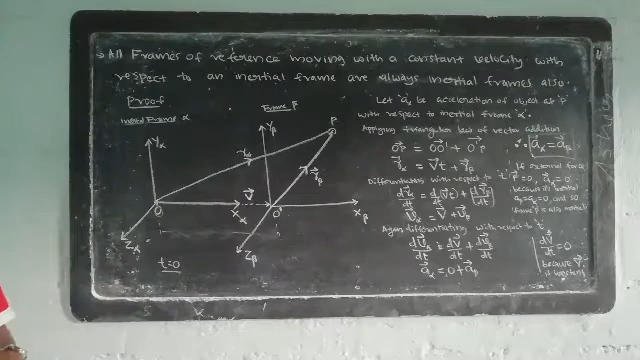 → All Frames of reference moving with a constant velocity with
respect to an inertial frame are always inertial frames also.
Proof
Inertial Frame α
Frame β
Yα
Yβ
P
O
O'
V⃗
Xα
Xβ
Zα
Zβ
t=0
Let a⃗α be acceleration of object at 'P'
with respect to inertial frame 'α'.
Applying triangular law of vector addition
OP⃗ = OO'⃗ + O'P⃗
r⃗α = V⃗t + r⃗β
Differentiating with respect to 't'
dr⃗α/dt = d/dt(V⃗t) + dr⃗β/dt
V⃗α = V⃗ + V⃗β
Again differentiating with respect to 't'
dV⃗α/dt = dV⃗/dt + dV⃗β/dt
a⃗α = 0 + a⃗β
∴ a⃗α = a⃗β
If external force
= 0, a⃗α = 0
because it's inertial
aβ = aα = 0, and so
frame β is also inertial
dV⃗/dt = 0
because V⃗
is constant